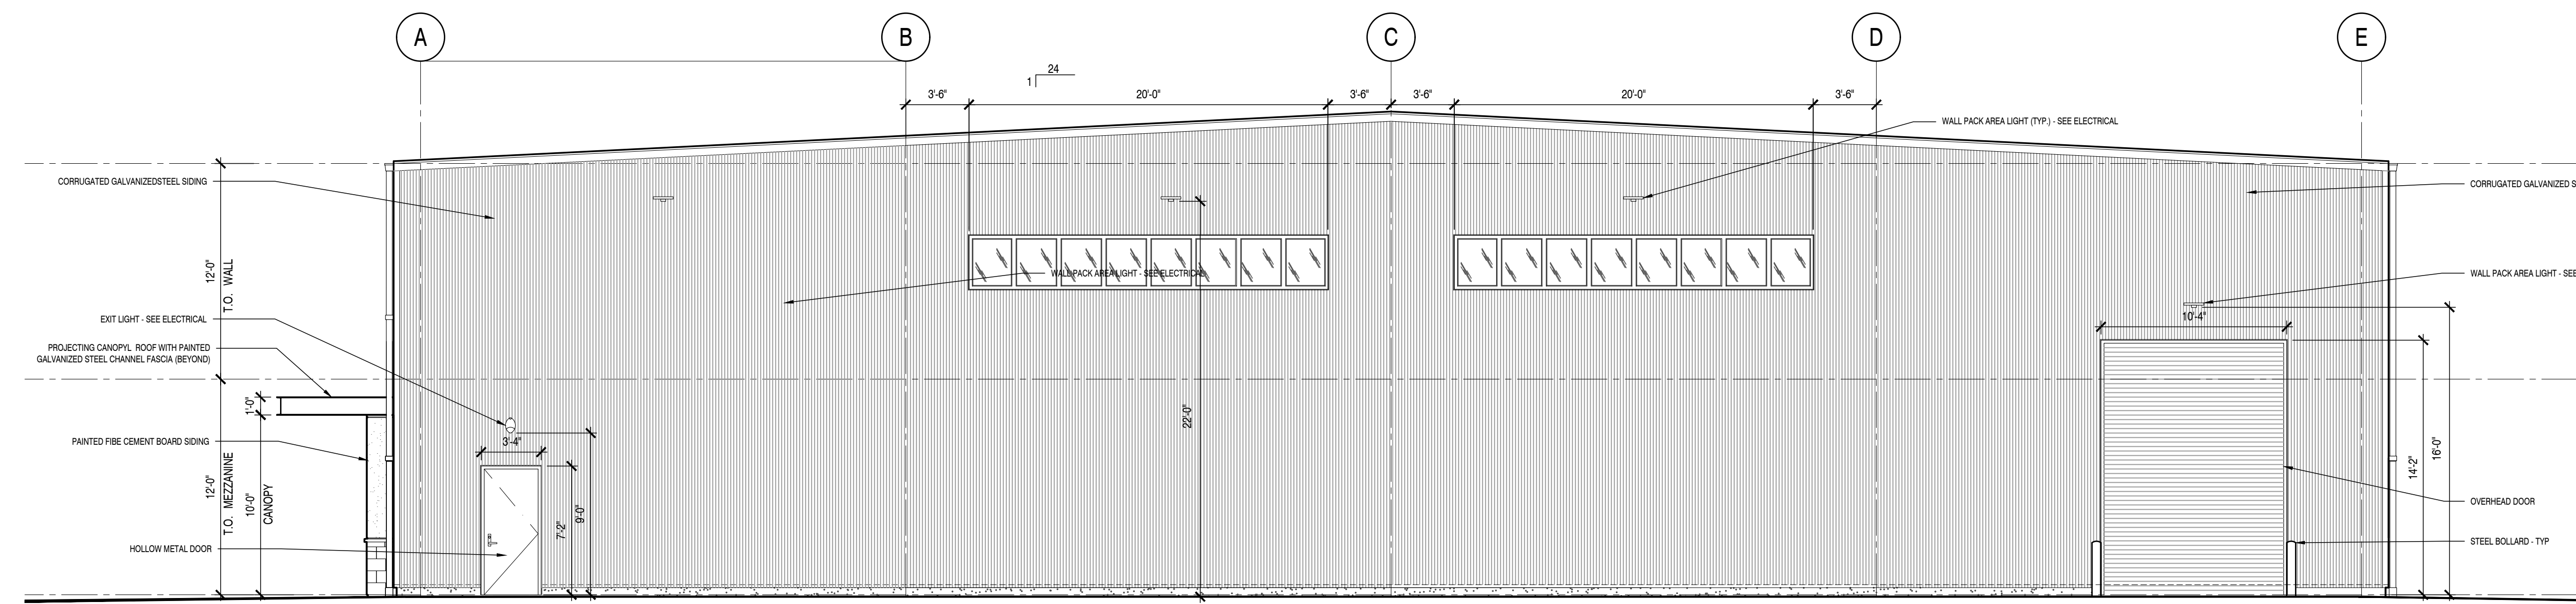 A
B
C
D
E
24
1
3'-6"
20'-0"
3'-6"
3'-6"
20'-0"
3'-6"
WALL PACK AREA LIGHT (TYP.) - SEE ELECTRICAL
CORRUGATED GALVANIZEDSTEEL SIDING
CORRUGATED GALVANIZED S
12'-0"
T.O. WALL
WALL PACK AREA LIGHT - SEE ELECTRICAL
WALL PACK AREA LIGHT - SEE
EXIT LIGHT - SEE ELECTRICAL
10'-4"
PROJECTING CANOPYL ROOF WITH PAINTED
GALVANIZED STEEL CHANNEL FASCIA (BEYOND)
1'-0"
22'-0"
PAINTED FIBE CEMENT BOARD SIDING
3'-4"
12'-0"
T.O. MEZZANINE
10'-0"
CANOPY
7'-2"
9'-0"
14'-2"
16'-0"
OVERHEAD DOOR
HOLLOW METAL DOOR
STEEL BOLLARD - TYP